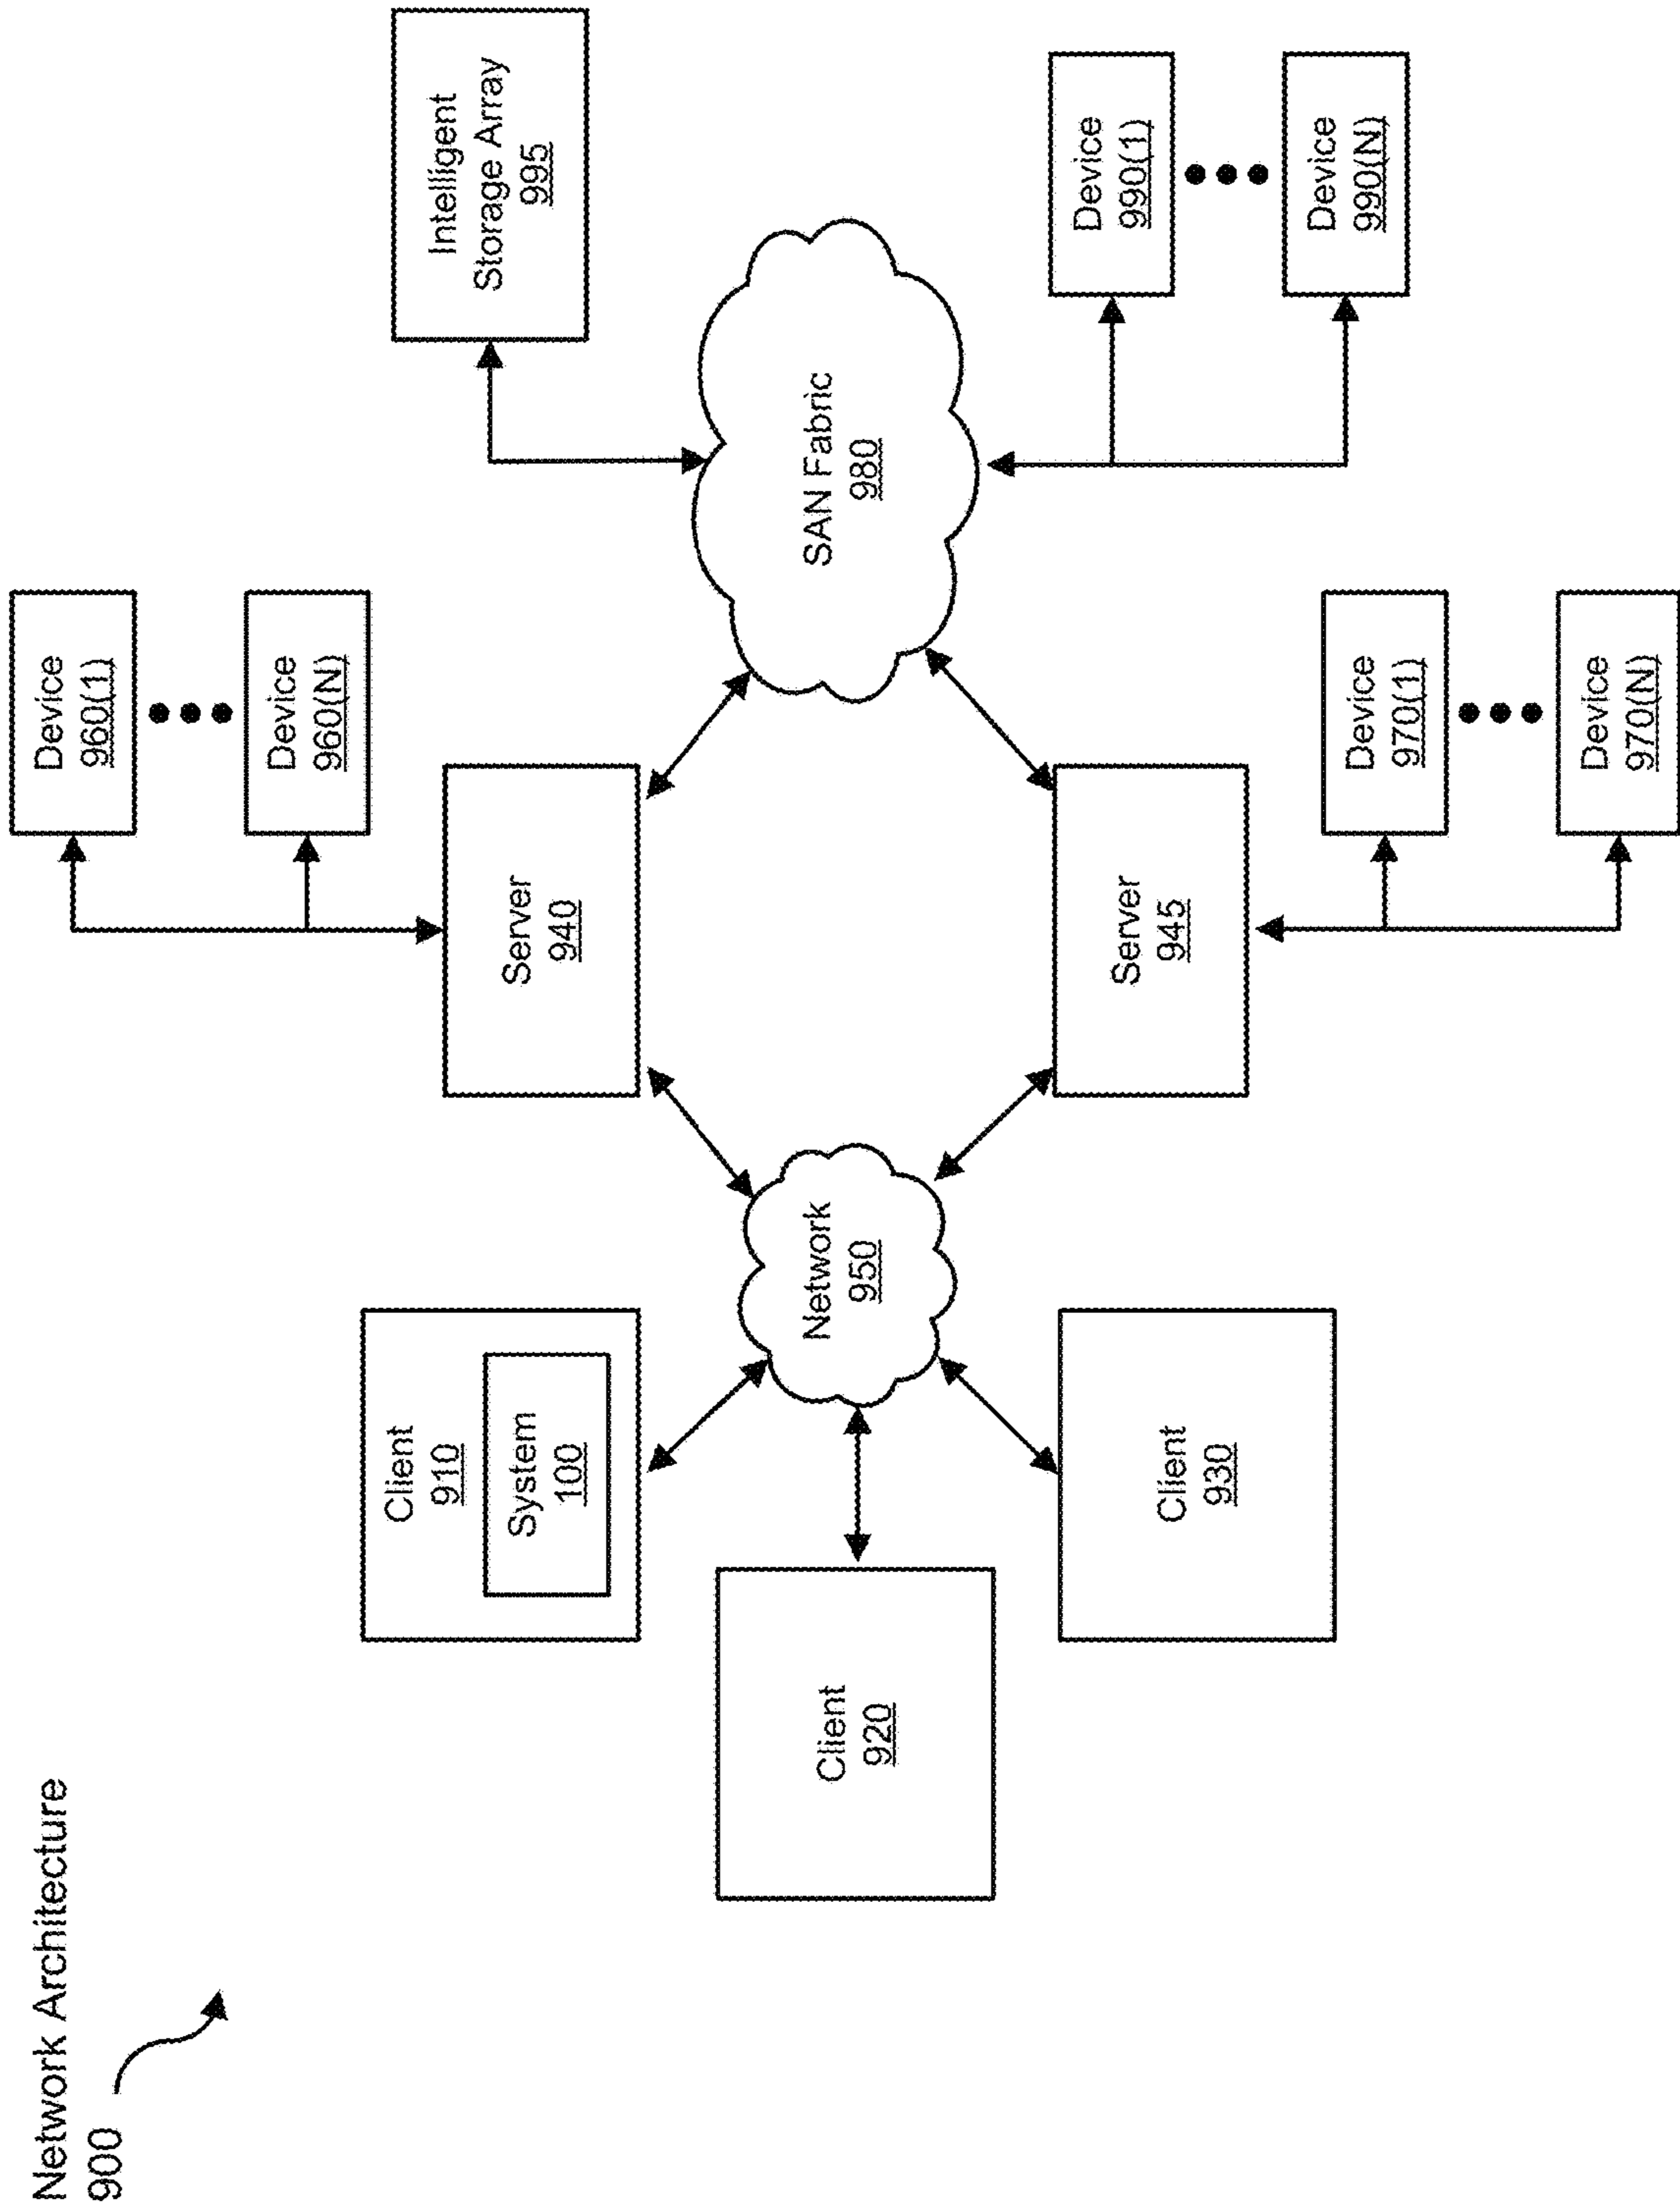 Network Architecture
900
Device
960(1)
Device
960(N)
Client
910
System
100
Server
940
Intelligent
Storage Array
995
Client
920
Network
950
SAN Fabric
980
Client
930
Server
945
Device
990(1)
Device
990(N)
Device
970(1)
Device
970(N)